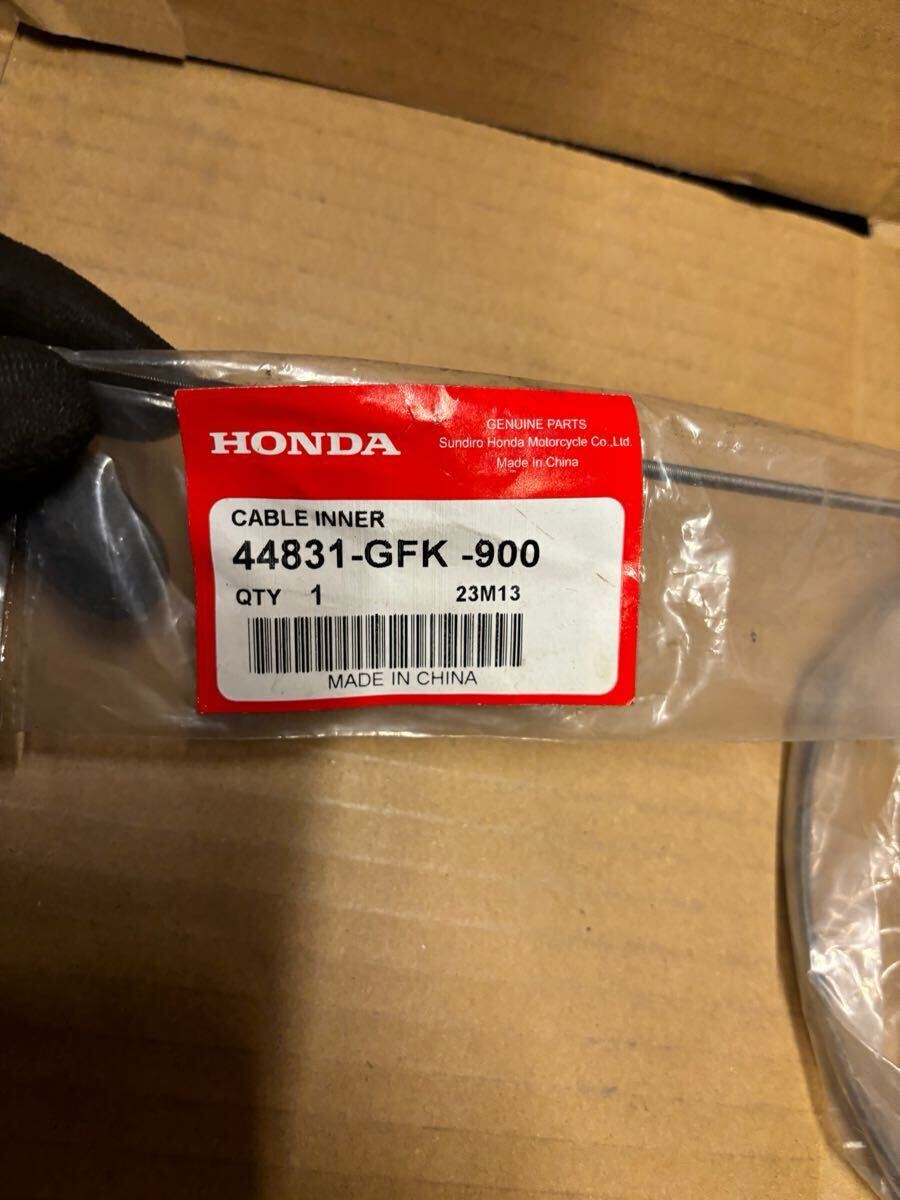 HONDA
GENUINE PARTS
Sundiro Honda Motorcycle Co.,Ltd.
Made in China
CABLE INNER
44831-GFK -900
QTY 1 23M13
MADE IN CHINA